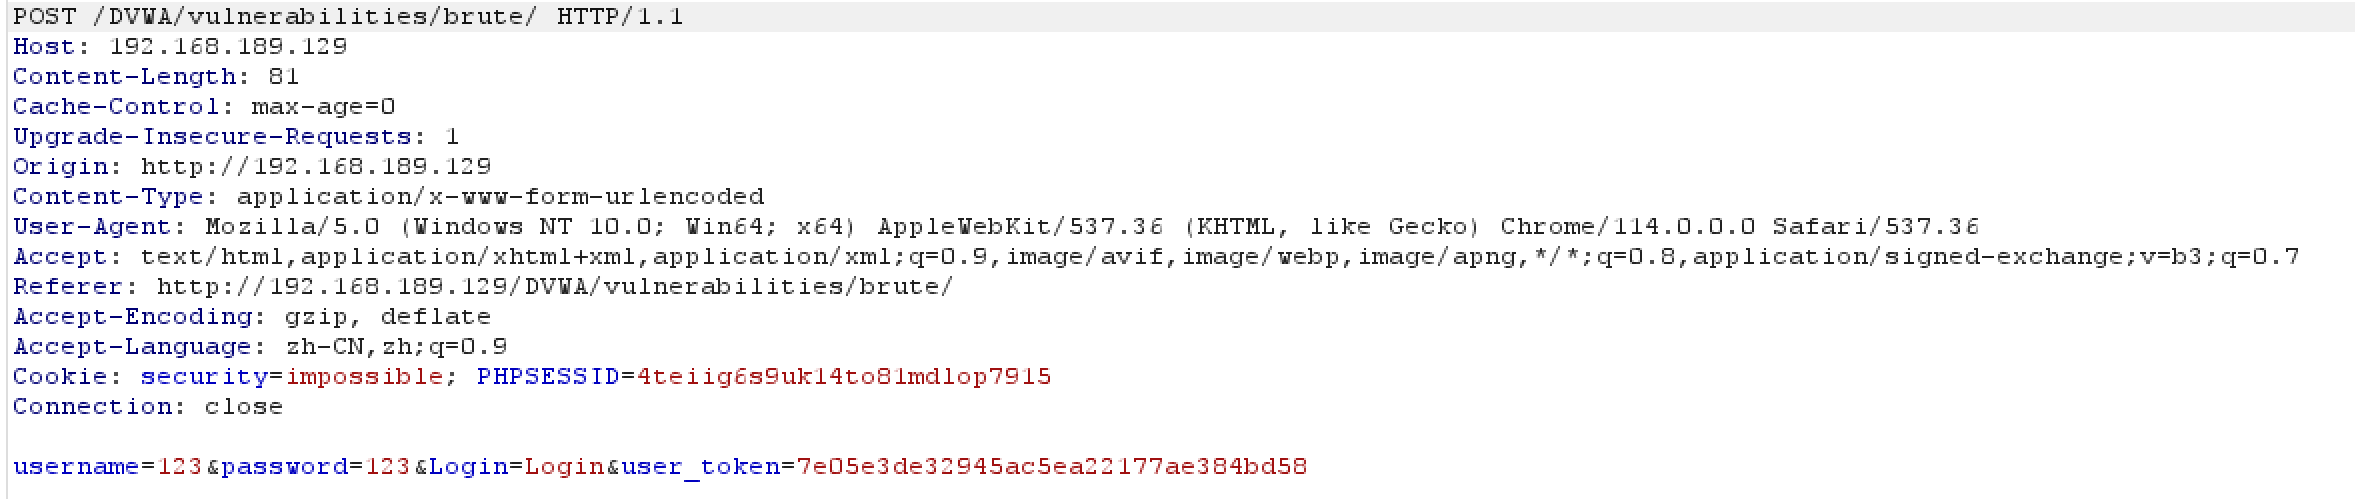 POST /DVWA/vulnerabilities/brute/ HTTP/1.1
Host: 192.168.189.129
Content-Length: 81
Cache-Control: max-age=0
Upgrade-Insecure-Requests: 1
Origin: http://192.168.189.129
Content-Type: application/x-www-form-urlencoded
User-Agent: Mozilla/5.0 (Windows NT 10.0; Win64; x64) AppleWebKit/537.36 (KHTML, like Gecko) Chrome/114.0.0.0 Safari/537.36
Accept: text/html,application/xhtml+xml,application/xml;q=0.9,image/avif,image/webp,image/apng,*/*;q=0.8,application/signed-exchange;v=b3;q=0.7
Referer: http://192.168.189.129/DVWA/vulnerabilities/brute/
Accept-Encoding: gzip, deflate
Accept-Language: zh-CN,zh;q=0.9
Cookie: security=impossible; PHPSESSID=4teiig6s9uk14to81mdlop7915
Connection: close
username=123&password=123&Login=Login&user_token=7e05e3de32945ac5ea22177ae384bd58